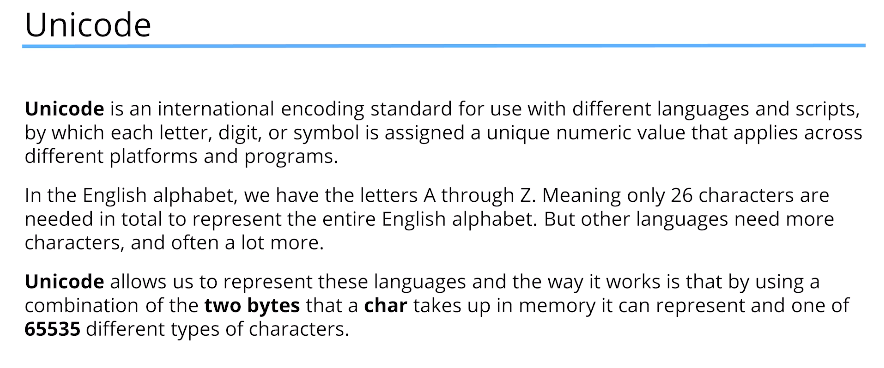 Unicode
Unicode is an international encoding standard for use with different languages and scripts,
by which each letter, digit, or symbol is assigned a unique numeric value that applies across
different platforms and programs.
In the English alphabet, we have the letters A through Z. Meaning only 26 characters are
needed in total to represent the entire English alphabet. But other languages need more
characters, and often a lot more.
Unicode allows us to represent these languages and the way it works is that by using a
combination of the two bytes that a char takes up in memory it can represent and one of
65535 different types of characters.